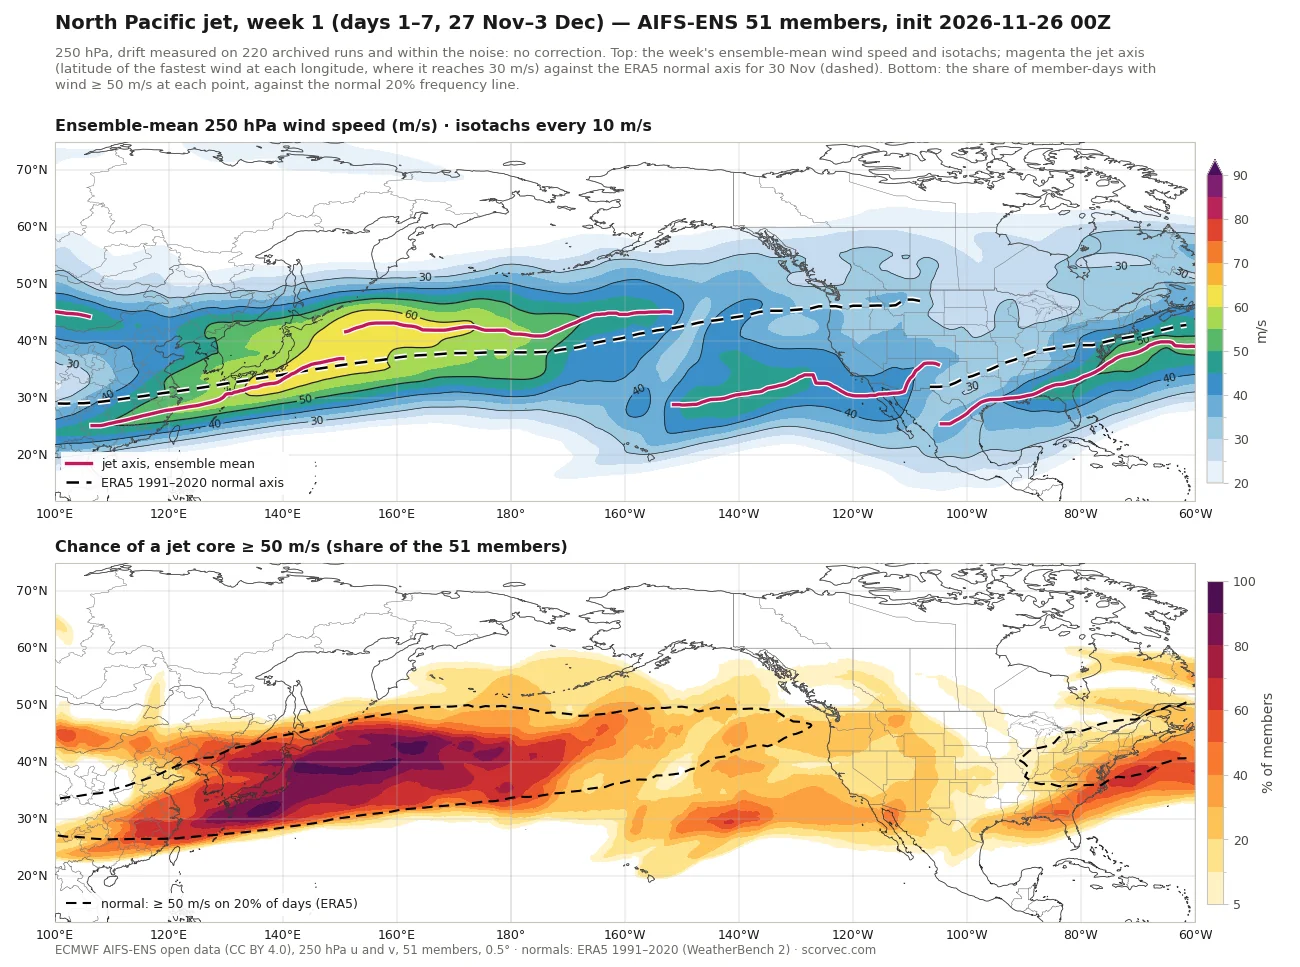 North Pacific jet, week 1 (days 1–7, 27 Nov–3 Dec) — AIFS-ENS 51 members, init 2026-11-26 00Z
250 hPa, drift measured on 220 archived runs and within the noise: no correction. Top: the week's ensemble-mean wind speed and isotachs; magenta the jet axis
(latitude of the fastest wind at each longitude, where it reaches 30 m/s) against the ERA5 normal axis for 30 Nov (dashed). Bottom: the share of member-days with
wind ≥ 50 m/s at each point, against the normal 20% frequency line.
Ensemble-mean 250 hPa wind speed (m/s) · isotachs every 10 m/s
70°N
60°N
50°N
40°N
30°N
20°N
30
60
30
40
50
40
30
40
40
30
30
30
50
40
jet axis, ensemble mean
ERA5 1991–2020 normal axis
100°E 120°E 140°E 160°E 180° 160°W 140°W 120°W 100°W 80°W 60°W
90
80
70
60
50
40
30
20
m/s
Chance of a jet core ≥ 50 m/s (share of the 51 members)
70°N
60°N
50°N
40°N
30°N
20°N
normal: ≥ 50 m/s on 20% of days (ERA5)
100°E 120°E 140°E 160°E 180° 160°W 140°W 120°W 100°W 80°W 60°W
100
80
60
40
20
5
% of members
ECMWF AIFS-ENS open data (CC BY 4.0), 250 hPa u and v, 51 members, 0.5° · normals: ERA5 1991–2020 (WeatherBench 2) · scorvec.com